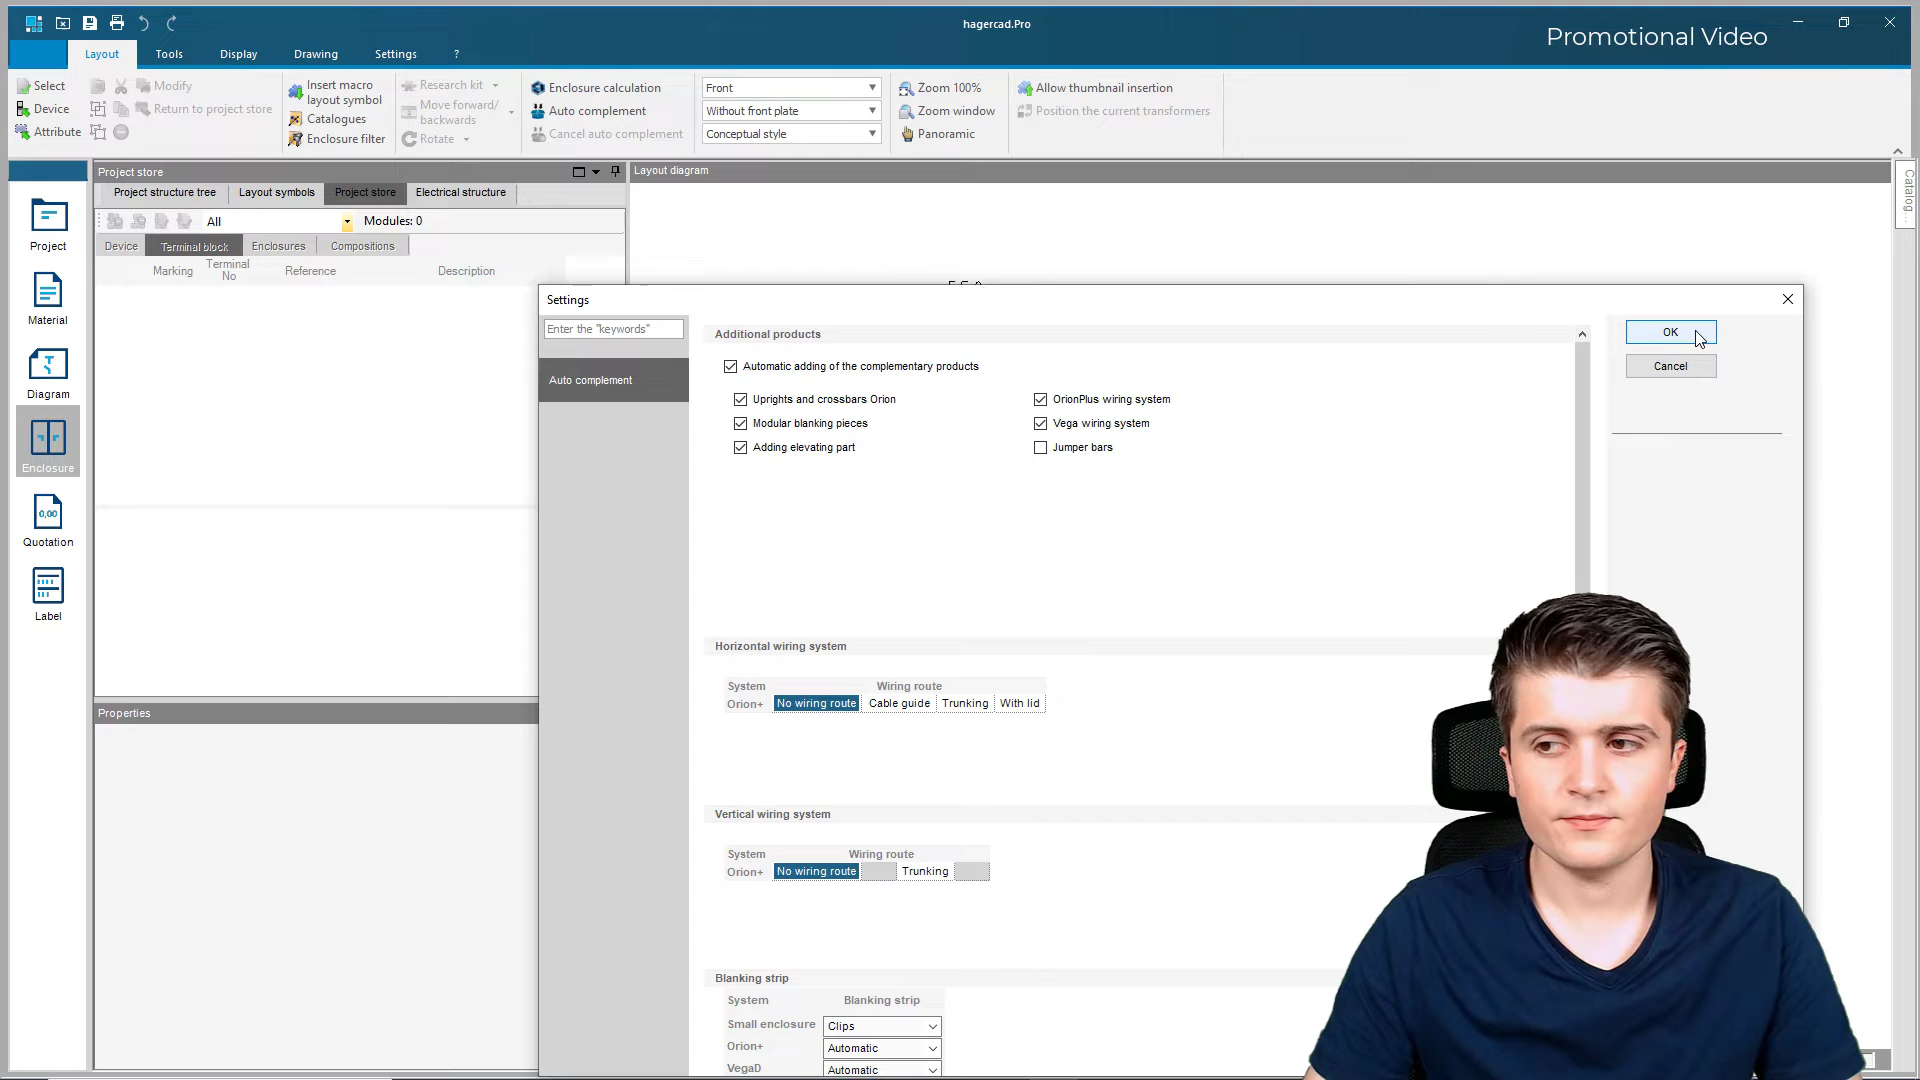 hagercad.Pro
Promotional Video
Layout
Tools
Display
Drawing
Settings
?
Select
Device
Attribute
Modify
Return to project store
Insert macro
layout symbol
Catalogues
Enclosure filter
Research kit
Move forward/
backwards
Rotate
Enclosure calculation
Auto complement
Cancel auto complement
Front
Without front plate
Conceptual style
Zoom 100%
Zoom window
Panoramic
Allow thumbnail insertion
Position the current transformers
Project
Material
Diagram
Enclosure
0,00
Quotation
Label
Project store
Project structure tree
Layout symbols
Project store
Electrical structure
All
Modules: 0
Device
Terminal block
Enclosures
Compositions
Marking
Terminal
No
Reference
Description
Properties
Layout diagram
Catalog...
Settings
Enter the "keywords"
Auto complement
Additional products
Automatic adding of the complementary products
Uprights and crossbars Orion
OrionPlus wiring system
Modular blanking pieces
Vega wiring system
Adding elevating part
Jumper bars
Horizontal wiring system
System
Wiring route
Orion+
No wiring route
Cable guide
Trunking
With lid
Vertical wiring system
System
Wiring route
Orion+
No wiring route
Trunking
Blanking strip
System
Blanking strip
Small enclosure
Clips
Orion+
Automatic
VegaD
Automatic
OK
Cancel